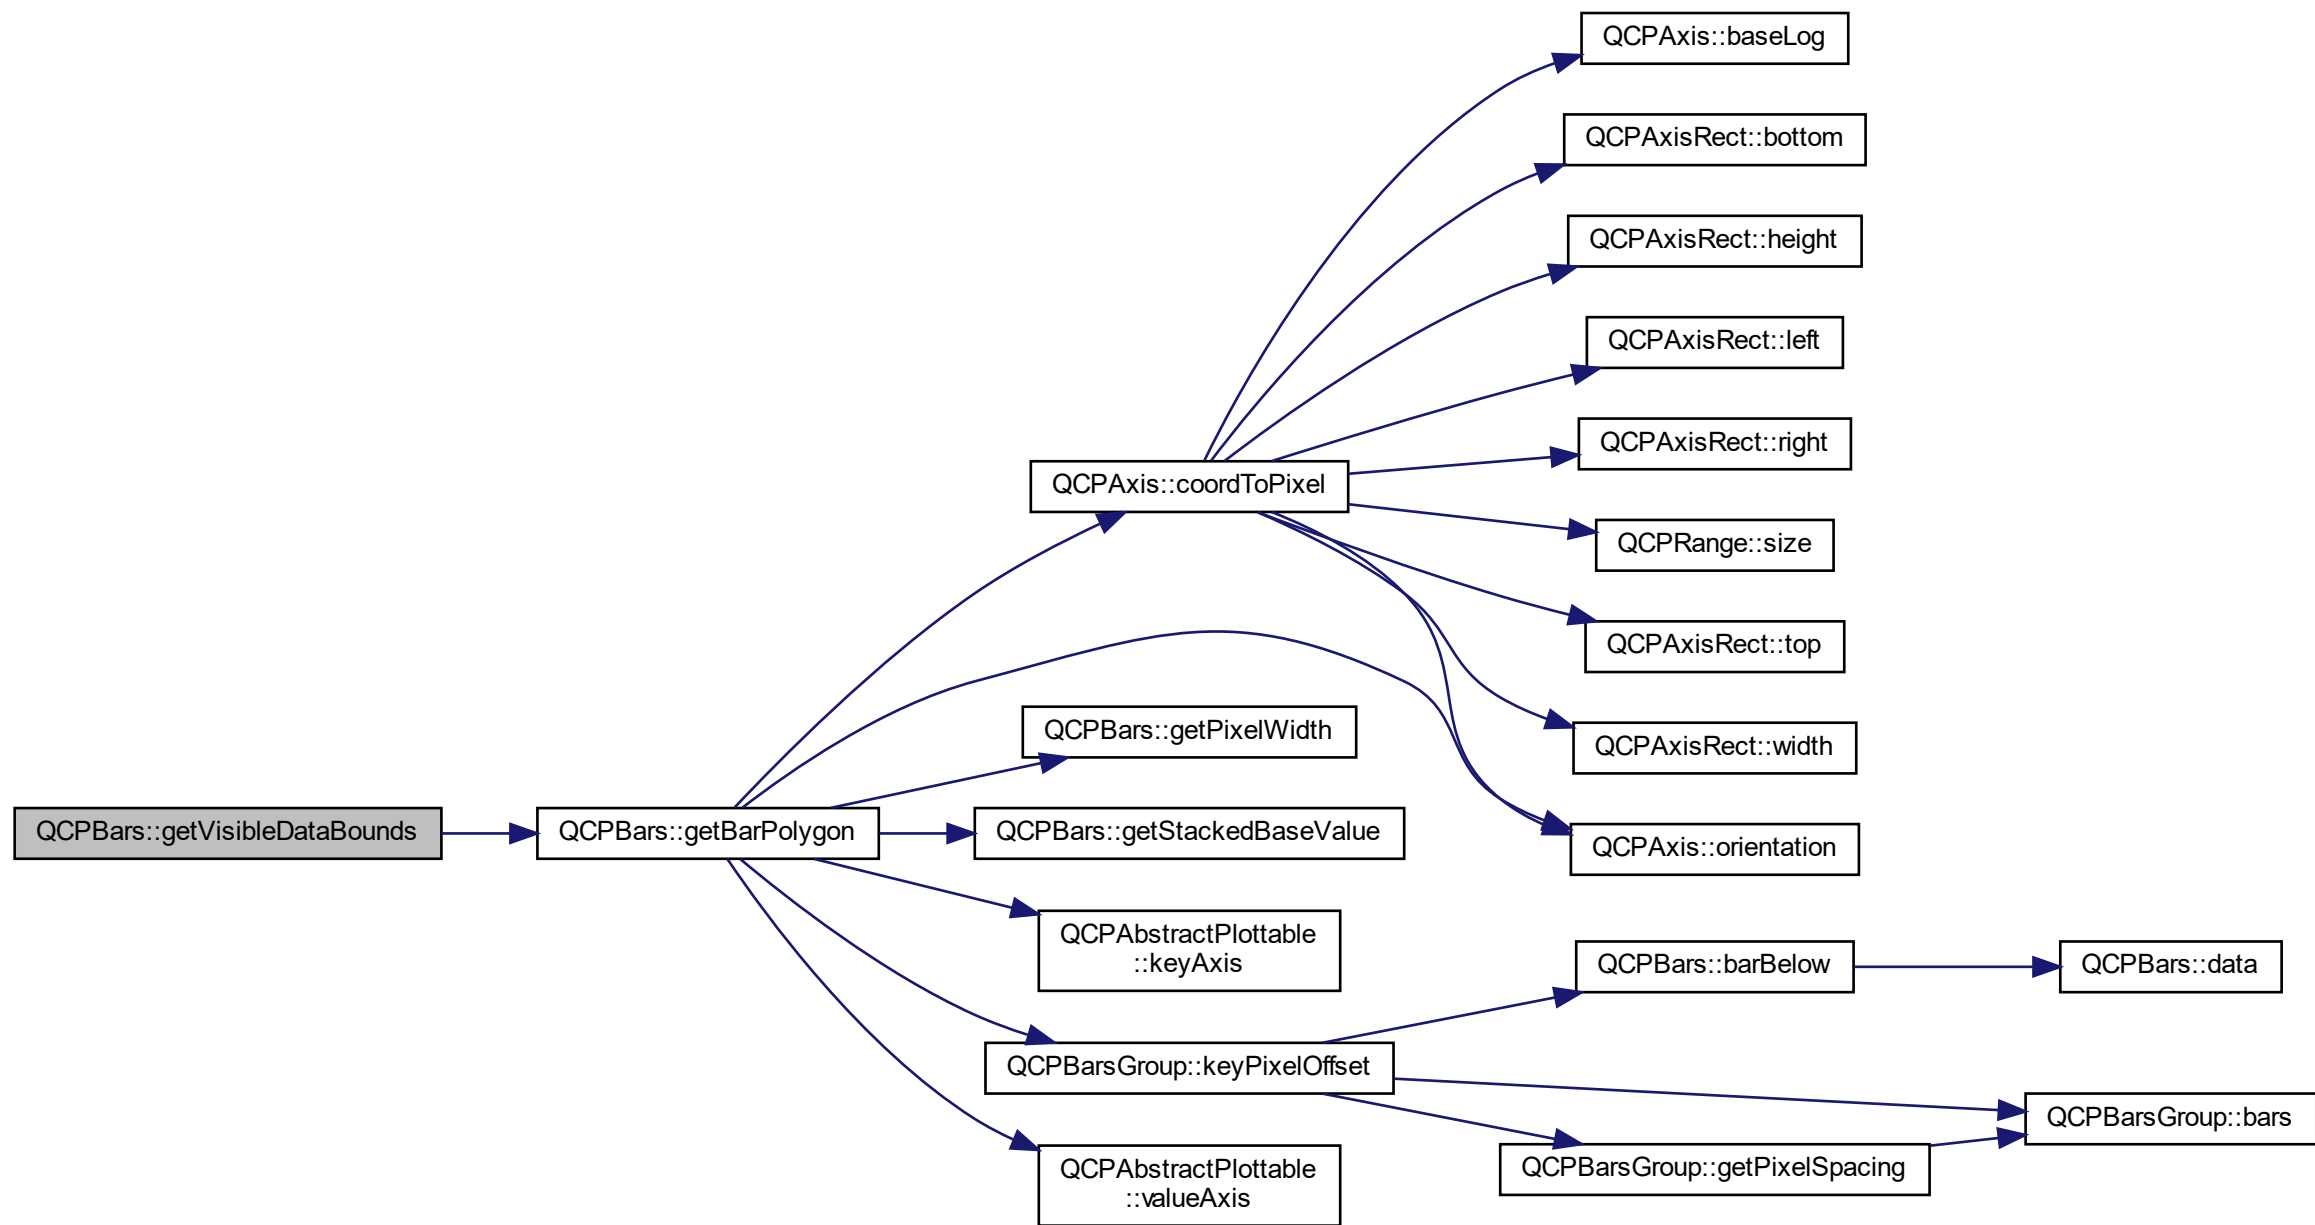 QCPAxis::baseLog
QCPAxisRect::bottom
QCPAxisRect::height
QCPAxisRect::left
QCPAxisRect::right
QCPAxis::coordToPixel
QCPRange::size
QCPAxisRect::top
QCPBars::getPixelWidth
QCPAxisRect::width
QCPBars::getVisibleDataBounds
QCPBars::getBarPolygon
QCPBars::getStackedBaseValue
QCPAxis::orientation
QCPAbstractPlottable
::keyAxis
QCPBars::barBelow
QCPBars::data
QCPBarsGroup::keyPixelOffset
QCPBarsGroup::bars
QCPBarsGroup::getPixelSpacing
QCPAbstractPlottable
::valueAxis